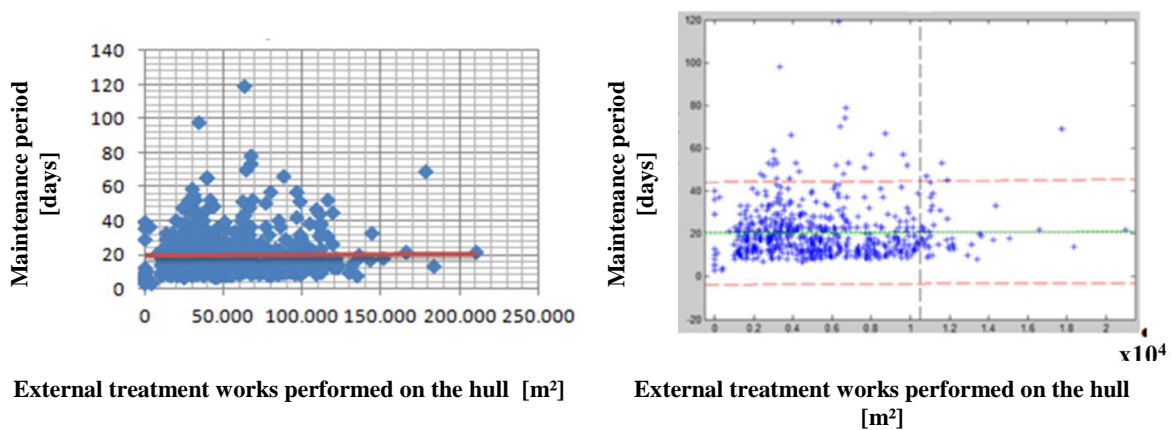 Maintenance period
[days]
140
120
100
80
60
40
20
0
0 50.000 100.000 150.000 200.000 250.000
External treatment works performed on the hull [m²]
Maintenance period
[days]
120
100
80
60
40
20
0
-20
0 0.2 0.4 0.6 0.8 1 1.2 1.4 1.6 1.8 2
x10⁴
External treatment works performed on the hull
[m²]